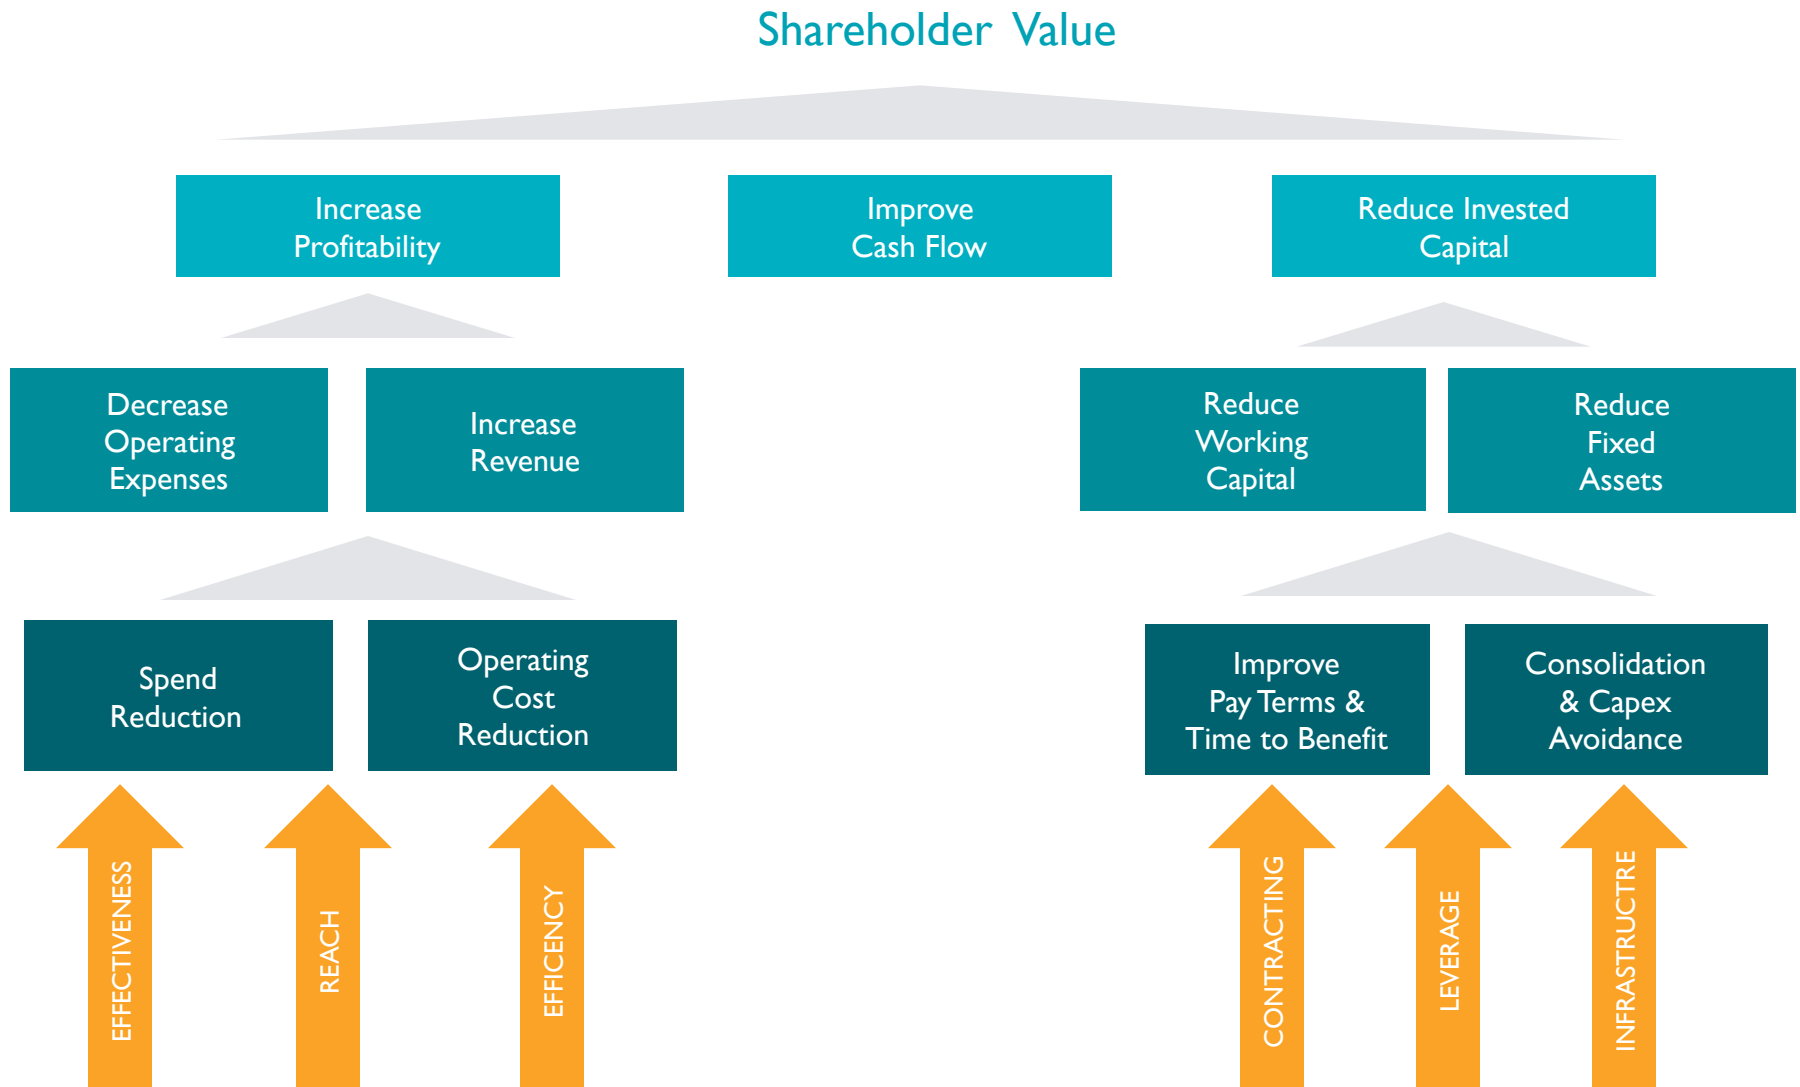 Shareholder Value
Increase
Profitability
Improve
Cash Flow
Reduce Invested
Capital
Decrease
Operating
Expenses
Increase
Revenue
Reduce
Working
Capital
Reduce
Fixed
Assets
Spend
Reduction
Operating
Cost
Reduction
Improve
Pay Terms &
Time to Benefit
Consolidation
& Capex
Avoidance
EFFECTIVENESS
REACH
EFFICENCY
CONTRACTING
LEVERAGE
INFRASTRUCTRE